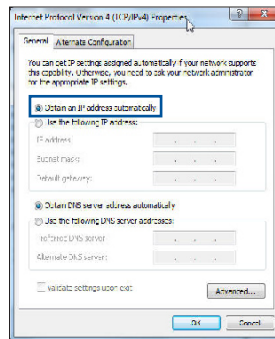 Internet Protocol Version 4 (TCP/IPv4) Properties
General Alternate Configuration
You can get IP settings assigned automatically if your network supports
this capability. Otherwise, you need to ask your network administrator
for the appropriate IP settings.
Obtain an IP address automatically
Use the following IP address:
IP address:
Subnet mask:
Default gateway:
Obtain DNS server address automatically
Use the following DNS server addresses:
Preferred DNS server:
Alternate DNS server:
Validate settings upon exit
Advanced...
OK Cancel